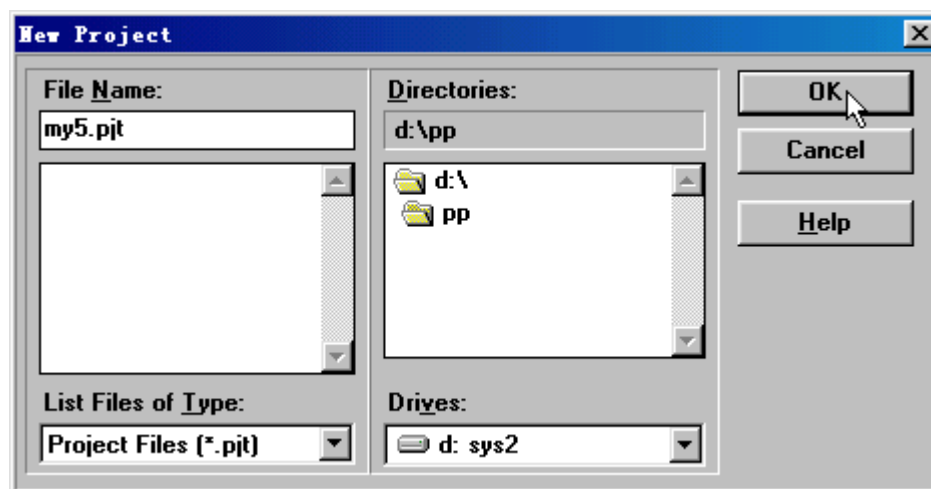 New Project
File Name:
my5.pjt
Directories:
d:\pp
d:\
pp
OK
Cancel
Help
List Files of Type:
Project Files (*.pjt)
Drives:
d: sys2